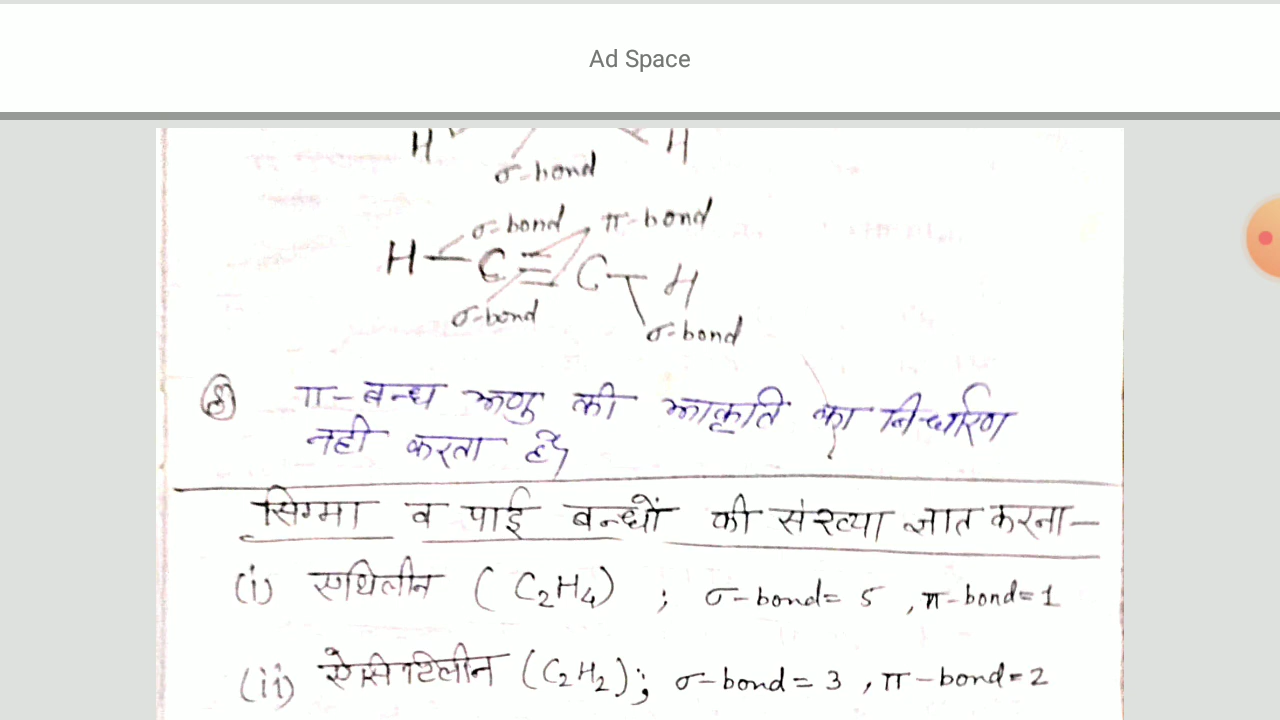 Ad Space
H H
σ-bond
σ-bond π-bond
H-C≡C-H
σ-bond
σ-bond
π-बन्ध अणु की आकृति का निर्धारण
नही करता है।
सिग्मा व पाई बन्धों की संख्या ज्ञात करना-
(i) एथिलीन (C₂H₄) ; σ-bond= 5 , π-bond=1
(ii) ऐसिटिलीन (C₂H₂); σ-bond = 3 , π-bond=2